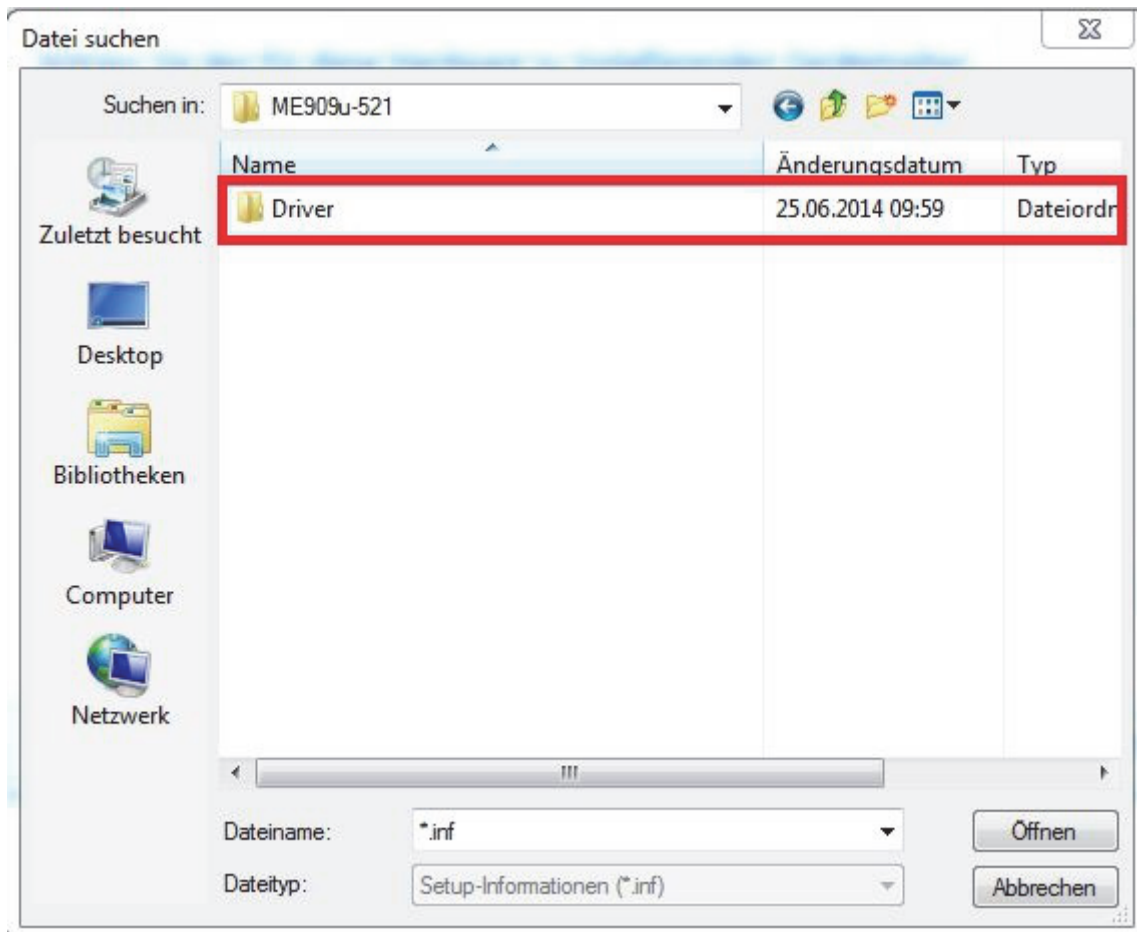 Datei suchen
Suchen in: ME909u-521
Name Änderungsdatum Typ
Driver 25.06.2014 09:59 Dateiordn
Zuletzt besucht
Desktop
Bibliotheken
Computer
Netzwerk
Dateiname: *.inf Öffnen
Dateityp: Setup-Informationen (*.inf) Abbrechen